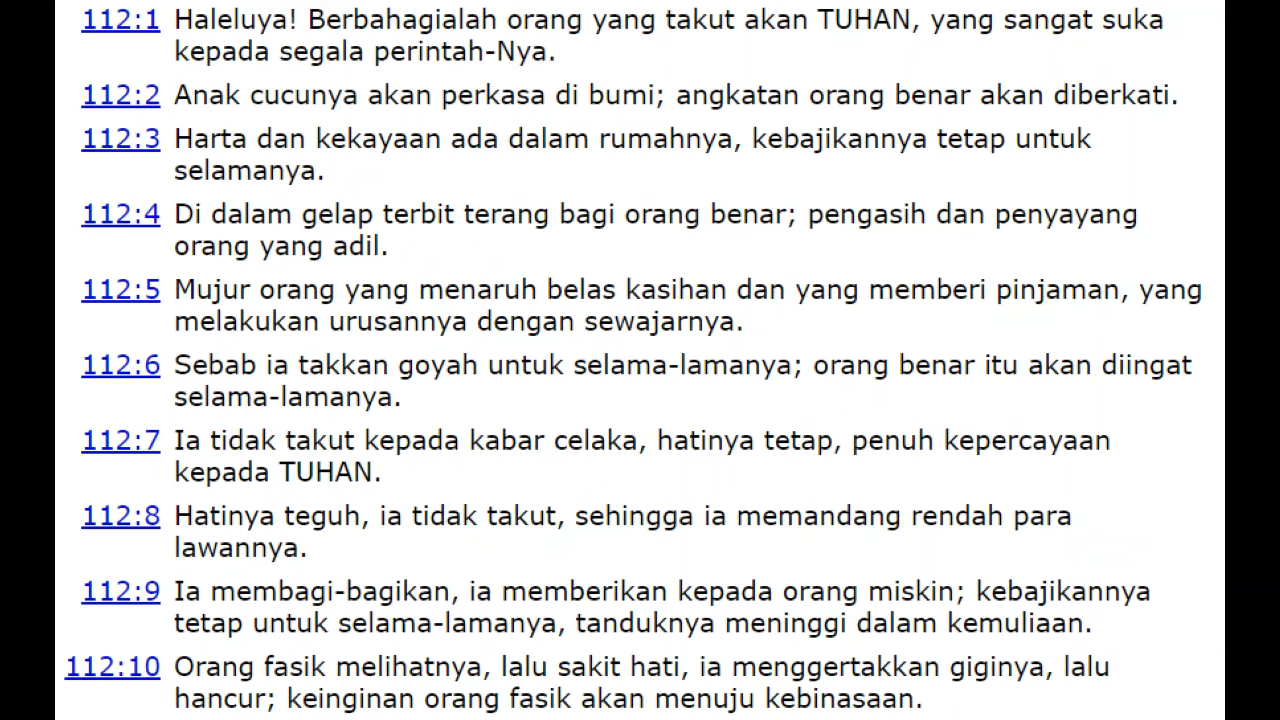 112:1 Haleluya! Berbahagialah orang yang takut akan TUHAN, yang sangat suka
kepada segala perintah-Nya.
112:2 Anak cucunya akan perkasa di bumi; angkatan orang benar akan diberkati.
112:3 Harta dan kekayaan ada dalam rumahnya, kebajikannya tetap untuk
selamanya.
112:4 Di dalam gelap terbit terang bagi orang benar; pengasih dan penyayang
orang yang adil.
112:5 Mujur orang yang menaruh belas kasihan dan yang memberi pinjaman, yang
melakukan urusannya dengan sewajarnya.
112:6 Sebab ia takkan goyah untuk selama-lamanya; orang benar itu akan diingat
selama-lamanya.
112:7 Ia tidak takut kepada kabar celaka, hatinya tetap, penuh kepercayaan
kepada TUHAN.
112:8 Hatinya teguh, ia tidak takut, sehingga ia memandang rendah para
lawannya.
112:9 Ia membagi-bagikan, ia memberikan kepada orang miskin; kebajikannya
tetap untuk selama-lamanya, tanduknya meninggi dalam kemuliaan.
112:10 Orang fasik melihatnya, lalu sakit hati, ia menggertakkan giginya, lalu
hancur; keinginan orang fasik akan menuju kebinasaan.